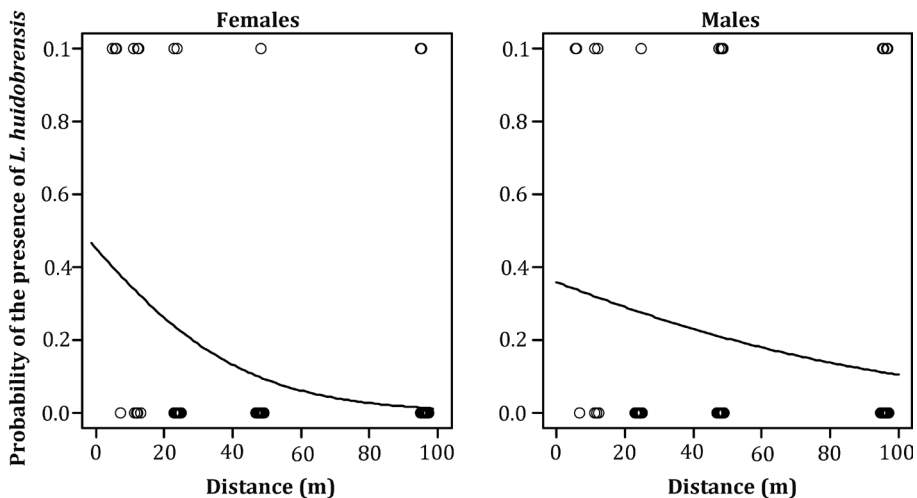 Females
Males
Probability of the presence of L. huidobrensis
0.1
0.8
0.6
0.4
0.2
0.0
0.1
0.8
0.6
0.4
0.2
0.0
0 20 40 60 80 100
0 20 40 60 80 100
Distance (m)
Distance (m)